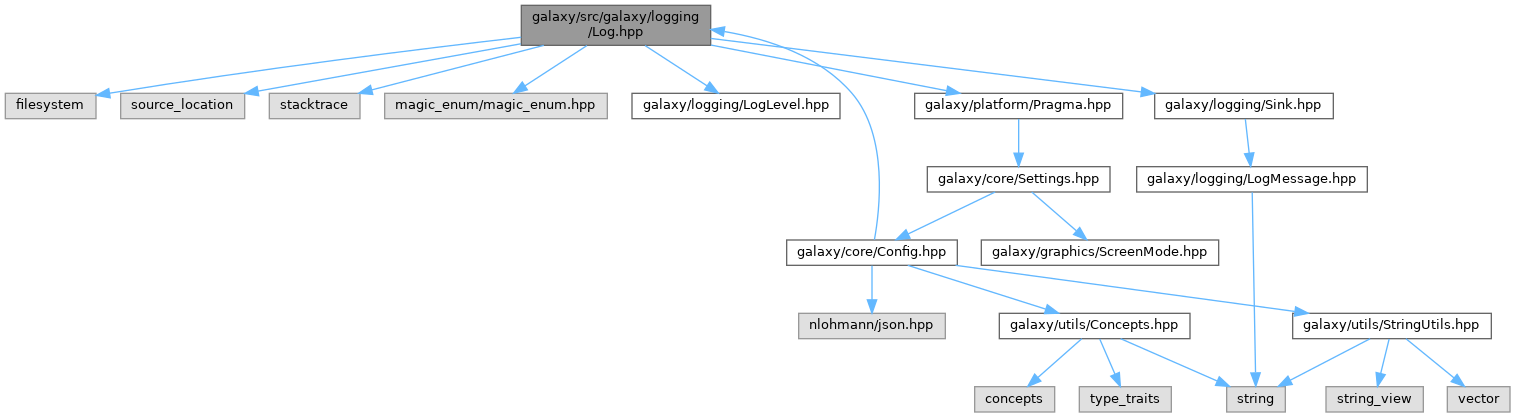 galaxy/src/galaxy/logging
/Log.hpp
filesystem
source_location
stacktrace
magic_enum/magic_enum.hpp
galaxy/logging/LogLevel.hpp
galaxy/platform/Pragma.hpp
galaxy/logging/Sink.hpp
galaxy/core/Settings.hpp
galaxy/logging/LogMessage.hpp
galaxy/core/Config.hpp
galaxy/graphics/ScreenMode.hpp
nlohmann/json.hpp
galaxy/utils/Concepts.hpp
galaxy/utils/StringUtils.hpp
concepts
type_traits
string
string_view
vector